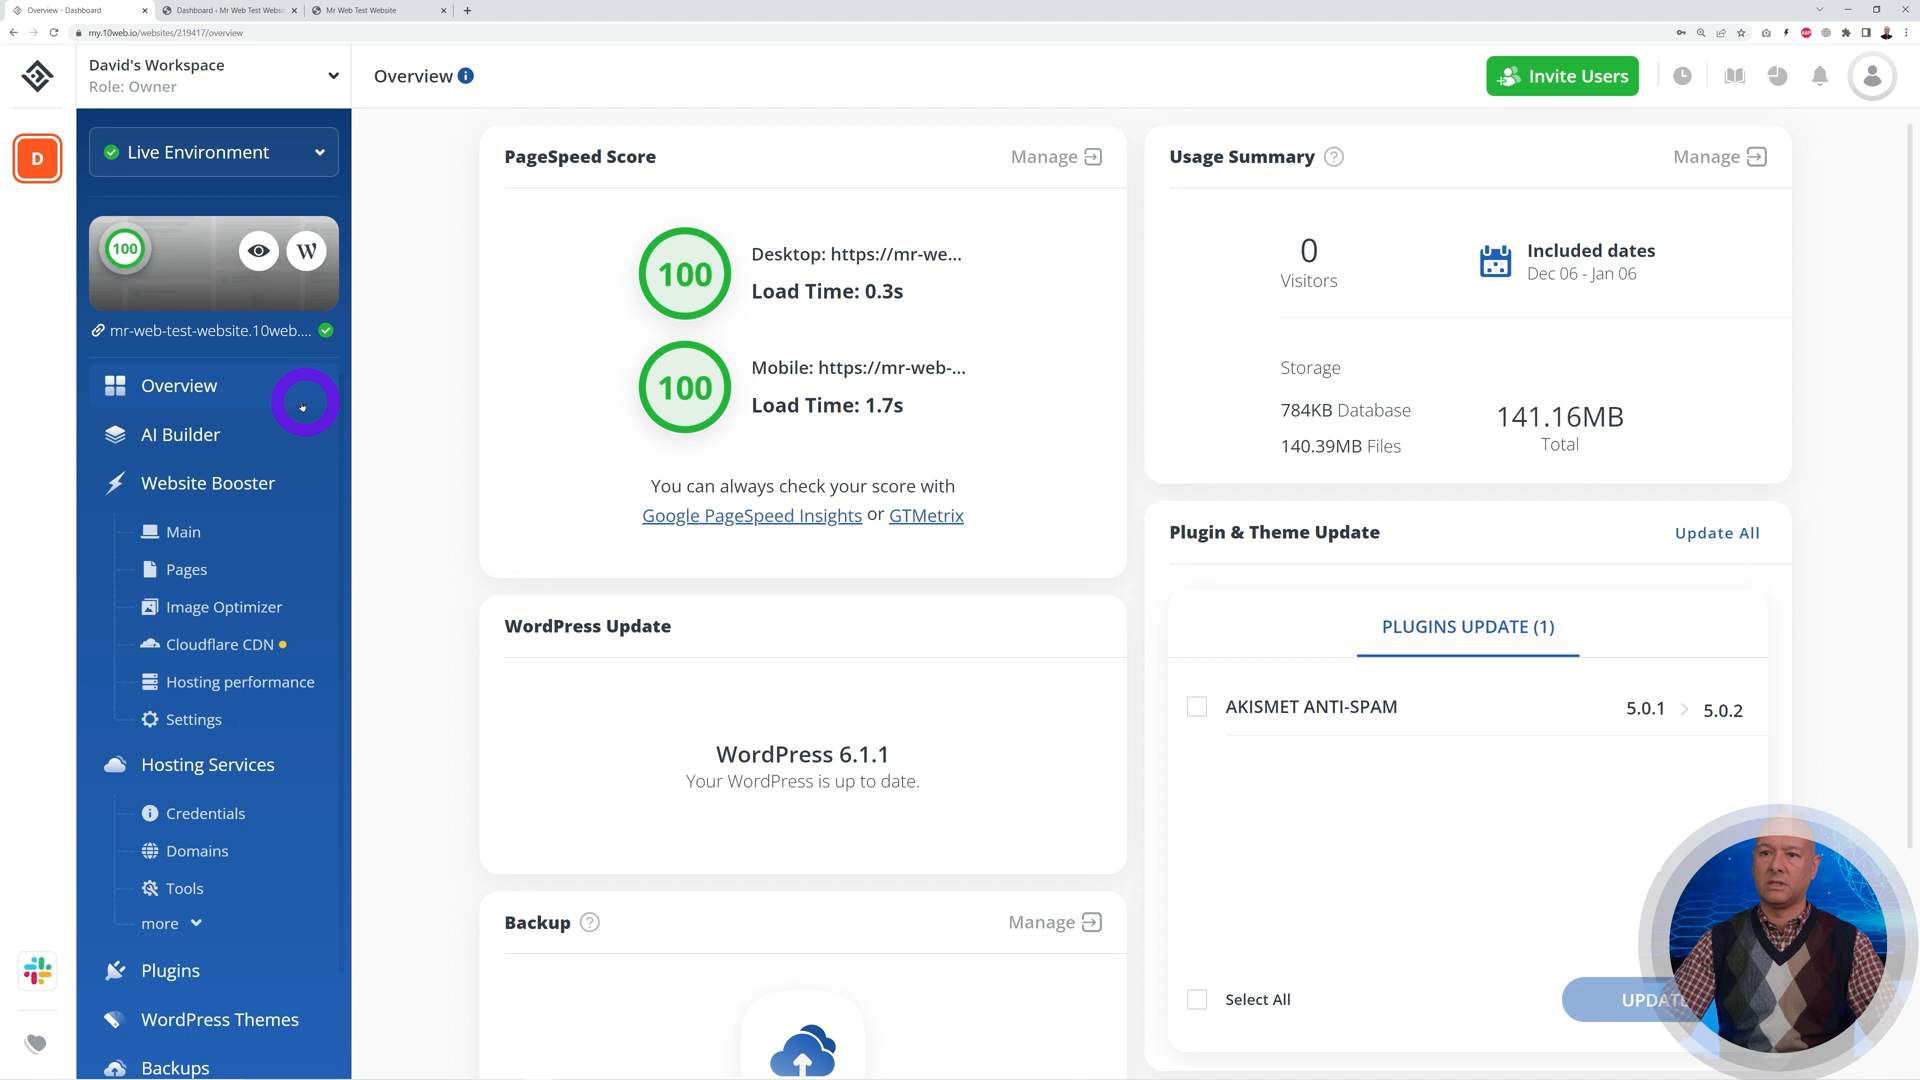 Overview - Dashboard
Dashboard ‹ Mr Web Test Websit
Mr Web Test Website
my.10web.io/websites/219417/overview
David's Workspace
Role: Owner
Overview
Invite Users
D
Live Environment
100
W
mr-web-test-website.10web....
Overview
AI Builder
Website Booster
Main
Pages
Image Optimizer
Cloudflare CDN
Hosting performance
Settings
Hosting Services
Credentials
Domains
Tools
more
Plugins
WordPress Themes
Backups
PageSpeed Score
Manage
100
Desktop: https://mr-we...
Load Time: 0.3s
100
Mobile: https://mr-web-...
Load Time: 1.7s
You can always check your score with
Google PageSpeed Insights or GTMetrix
WordPress Update
WordPress 6.1.1
Your WordPress is up to date.
Backup ?
Manage
Usage Summary ?
Manage
0
Visitors
Included dates
Dec 06 - Jan 06
Storage
784KB Database
140.39MB Files
141.16MB
Total
Plugin & Theme Update
Update All
PLUGINS UPDATE (1)
AKISMET ANTI-SPAM
5.0.1 > 5.0.2
Select All
UPDATE